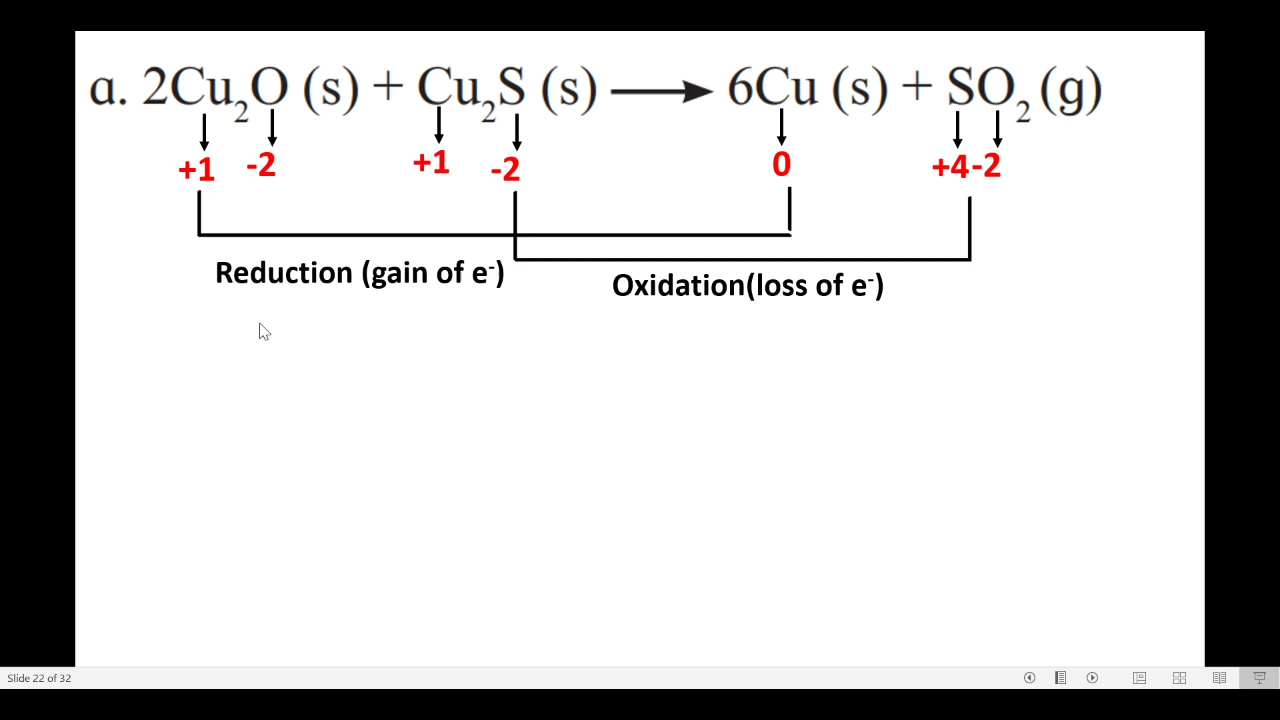 a. 2Cu₂O (s) + Cu₂S (s) ⟶ 6Cu (s) + SO₂ (g)
+1 -2 +1 -2 0 +4 -2
Reduction (gain of e⁻)
Oxidation(loss of e⁻)
Slide 22 of 32